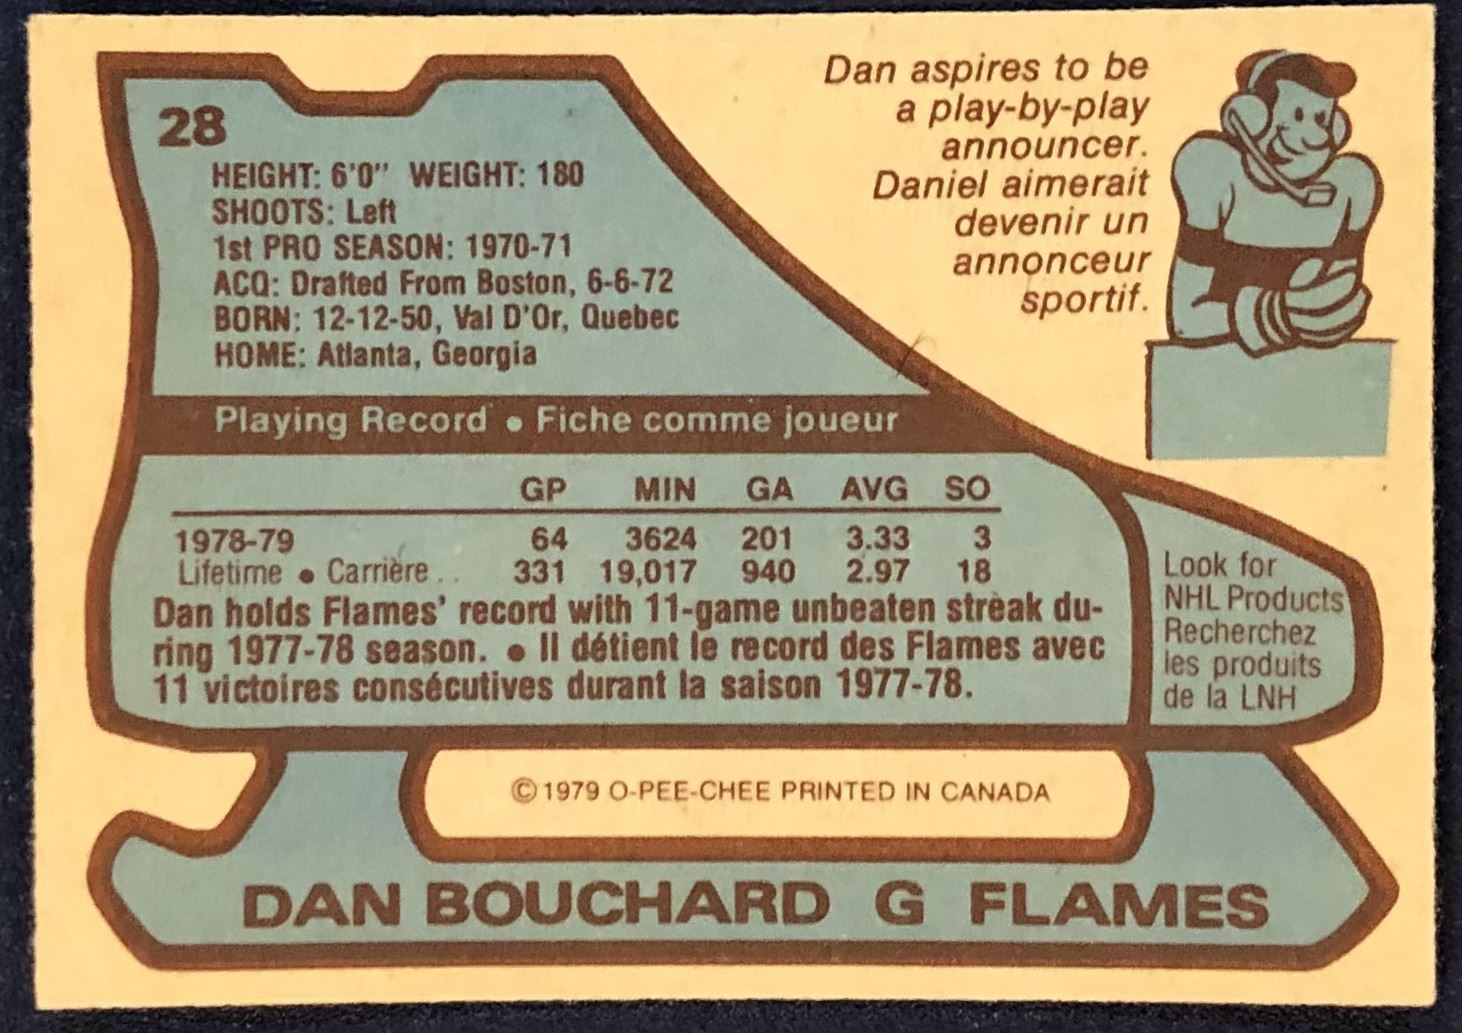 28
HEIGHT: 6'0" WEIGHT: 180
SHOOTS: Left
1st PRO SEASON: 1970-71
ACQ: Drafted From Boston, 6-6-72
BORN: 12-12-50, Val D'Or, Quebec
HOME: Atlanta, Georgia
Dan aspires to be
a play-by-play
announcer.
Daniel aimerait
devenir un
annonceur
sportif.
Playing Record • Fiche comme joueur
GP MIN GA AVG SO
1978-79 64 3624 201 3.33 3
Lifetime • Carrière.. 331 19,017 940 2.97 18
Dan holds Flames' record with 11-game unbeaten streak du-
ring 1977-78 season. • Il détient le record des Flames avec
11 victoires consécutives durant la saison 1977-78.
Look for
NHL Products
Recherchez
les produits
de la LNH
©1979 O-PEE-CHEE PRINTED IN CANADA
DAN BOUCHARD G FLAMES